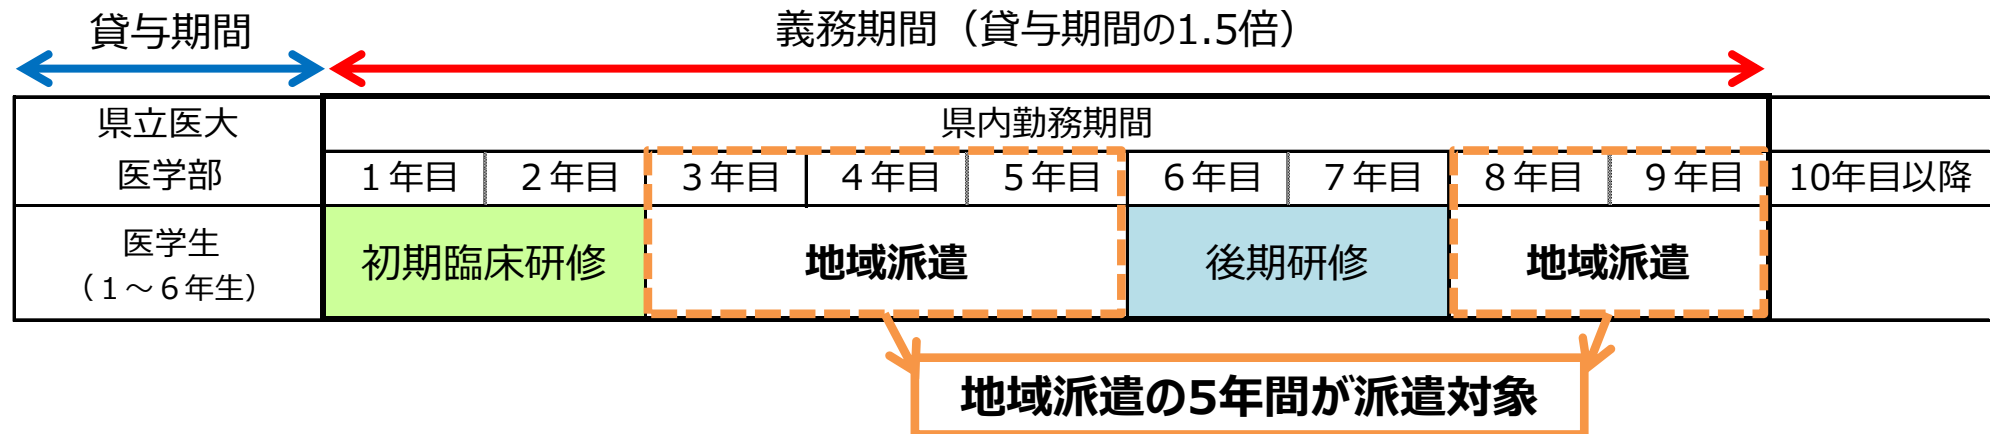 貸与期間
義務期間（貸与期間の1.5倍）
県立医大
医学部
県内勤務期間
１年目 ２年目 ３年目 ４年目 ５年目 ６年目 ７年目 ８年目 ９年目 10年目以降
医学生
（１～６年生）
初期臨床研修 地域派遣 後期研修 地域派遣
地域派遣の5年間が派遣対象